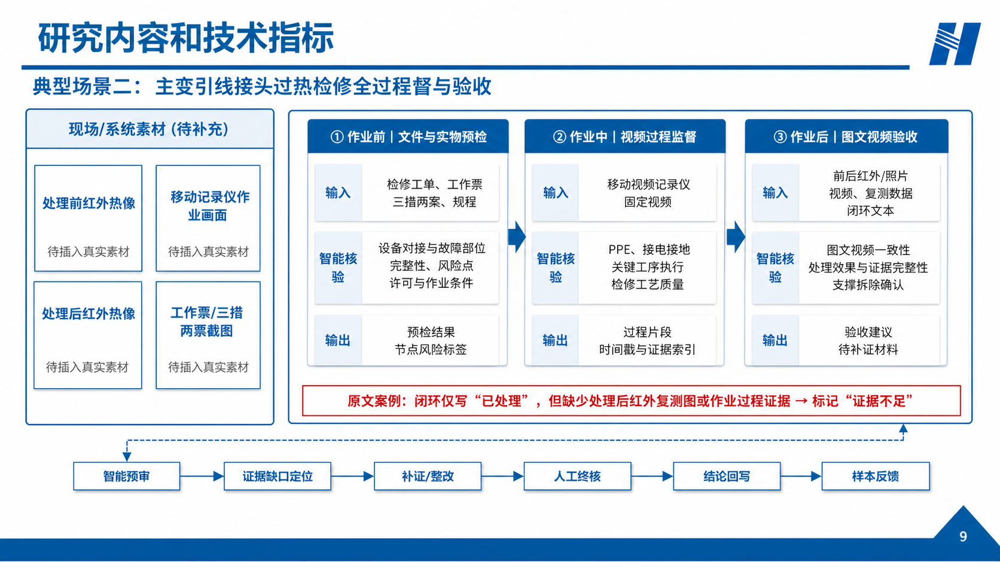 研究内容和技术指标
典型场景二：主变引线接头过热检修全过程督与验收
现场/系统素材 (待补充)
处理前红外热像
待插入真实素材
移动记录仪作
业画面
待插入真实素材
处理后红外热像
待插入真实素材
工作票/三措
两票截图
待插入真实素材
① 作业前｜文件与实物预检
输入
检修工单、工作票
三措两案、规程
智能核
验
设备对接与故障部位
完整性、风险点
许可与作业条件
输出
预检结果
节点风险标签
② 作业中｜视频过程监督
输入
移动视频记录仪
固定视频
智能核
验
PPE、接电接地
关键工序执行
检修工艺质量
输出
过程片段
时间戳与证据索引
③ 作业后｜图文视频验收
输入
前后红外/照片
视频、复测数据
闭环文本
智能核
验
图文视频一致性
处理效果与证据完整性
支撑拆除确认
输出
验收建议
待补证材料
原文案例：闭环仅写“已处理”，但缺少处理后红外复测图或作业过程证据 → 标记“证据不足”
智能预审
证据缺口定位
补证/整改
人工终核
结论回写
样本反馈
9